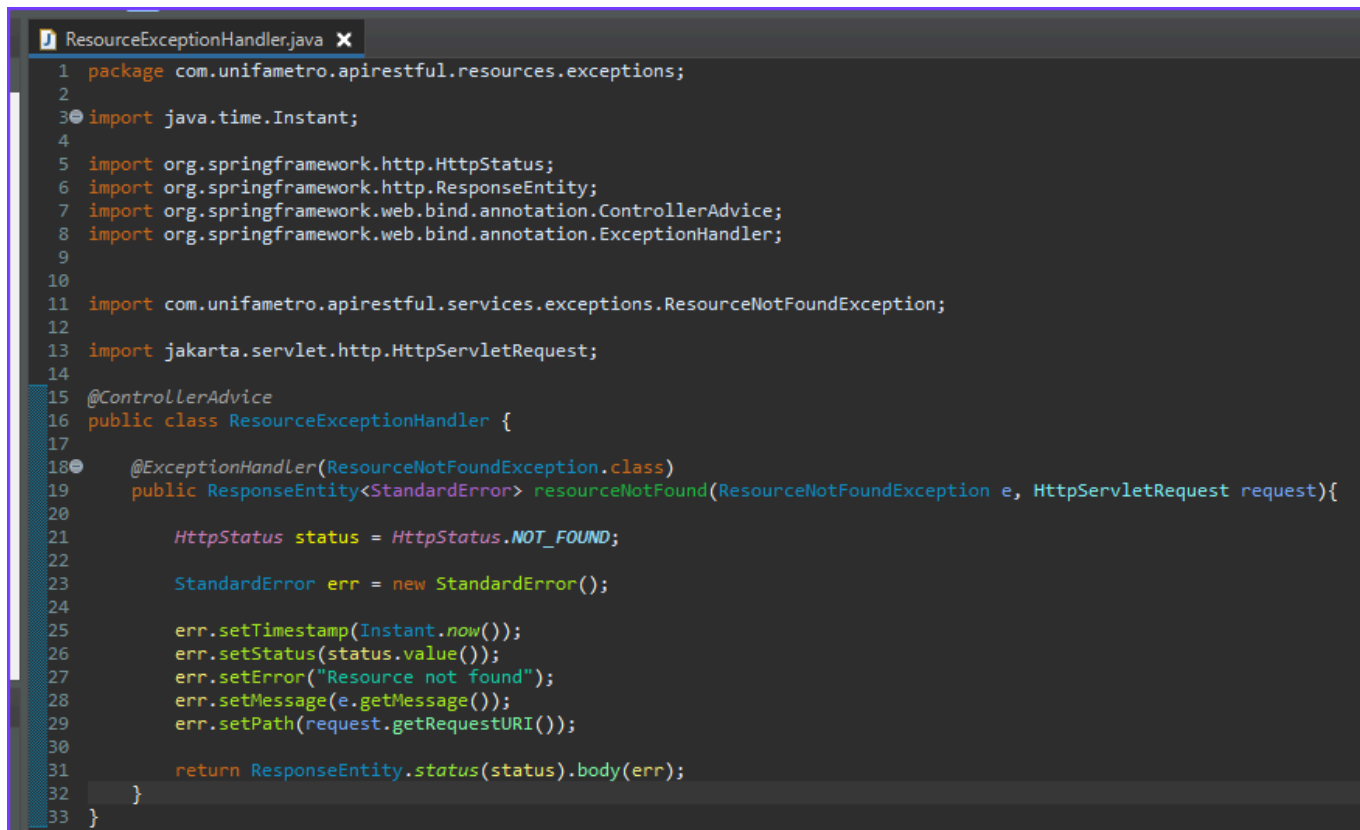 ResourceExceptionHandler.java
1 package com.unifametro.apirestful.resources.exceptions;
2
3 import java.time.Instant;
4
5 import org.springframework.http.HttpStatus;
6 import org.springframework.http.ResponseEntity;
7 import org.springframework.web.bind.annotation.ControllerAdvice;
8 import org.springframework.web.bind.annotation.ExceptionHandler;
9
10
11 import com.unifametro.apirestful.services.exceptions.ResourceNotFoundException;
12
13 import jakarta.servlet.http.HttpServletRequest;
14
15 @ControllerAdvice
16 public class ResourceExceptionHandler {
17
18     @ExceptionHandler(ResourceNotFoundException.class)
19     public ResponseEntity<StandardError> resourceNotFound(ResourceNotFoundException e, HttpServletRequest request){
20
21         HttpStatus status = HttpStatus.NOT_FOUND;
22
23         StandardError err = new StandardError();
24
25         err.setTimestamp(Instant.now());
26         err.setStatus(status.value());
27         err.setError("Resource not found");
28         err.setMessage(e.getMessage());
29         err.setPath(request.getRequestURI());
30
31         return ResponseEntity.status(status).body(err);
32     }
33 }